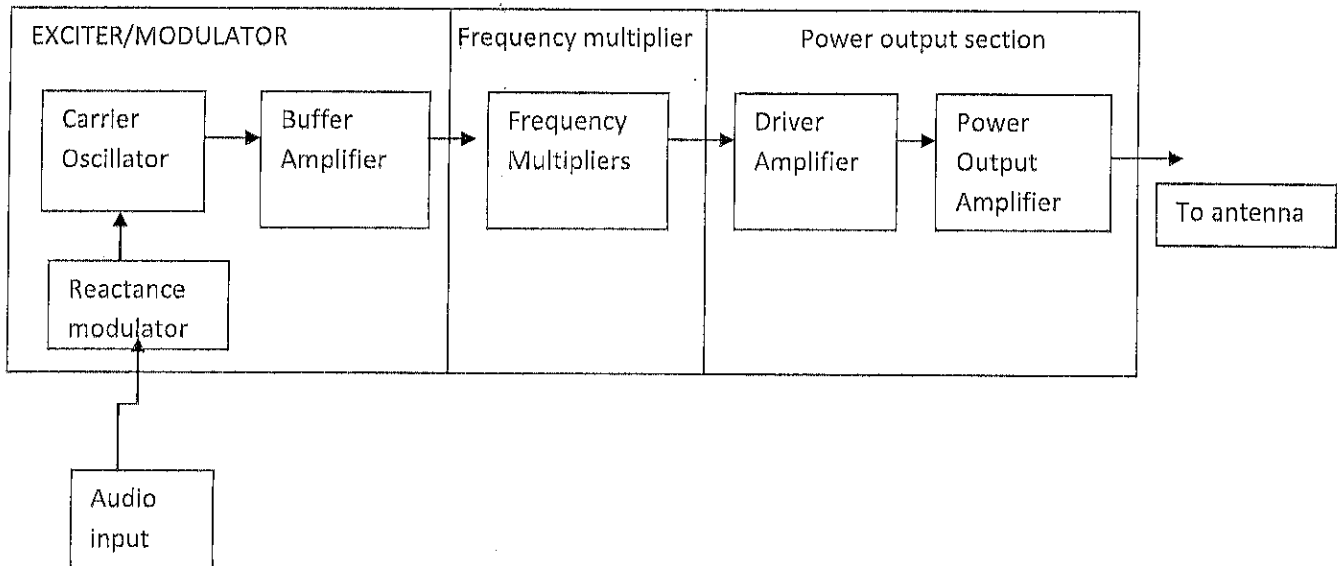 EXCITER/MODULATOR
Frequency multiplier
Power output section
Carrier
Oscillator
Buffer
Amplifier
Frequency
Multipliers
Driver
Amplifier
Power
Output
Amplifier
To antenna
Reactance
modulator
Audio
input